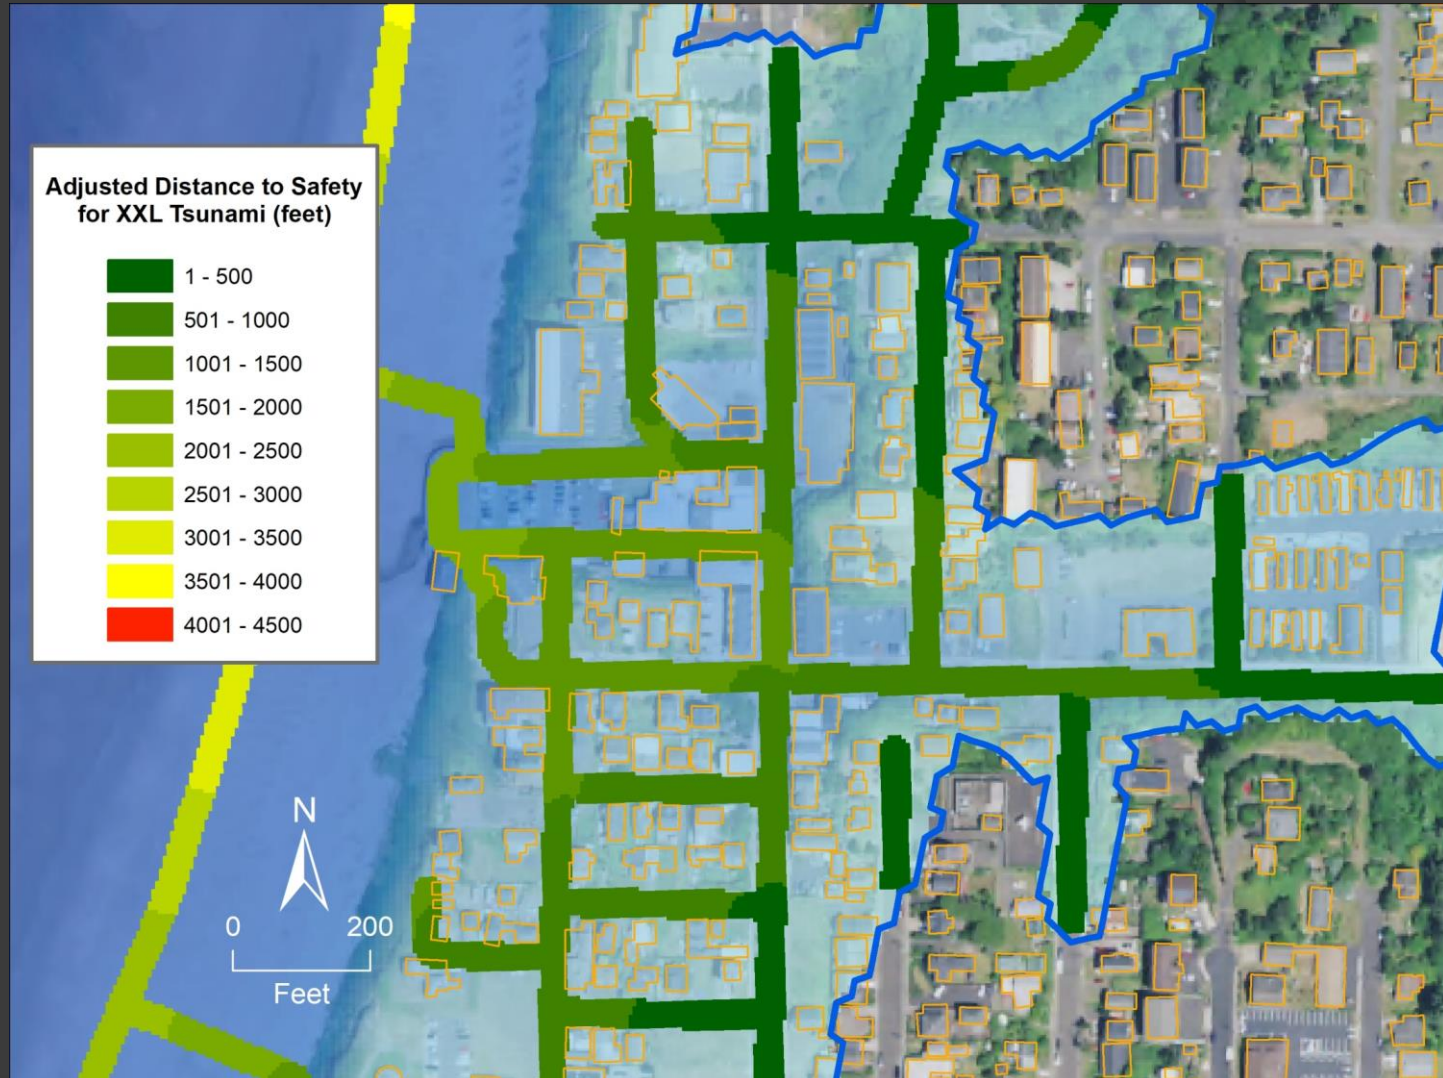 Adjusted Distance to Safety
for XXL Tsunami (feet)
1 - 500
501 - 1000
1001 - 1500
1501 - 2000
2001 - 2500
2501 - 3000
3001 - 3500
3501 - 4000
4001 - 4500
N
0 200
Feet